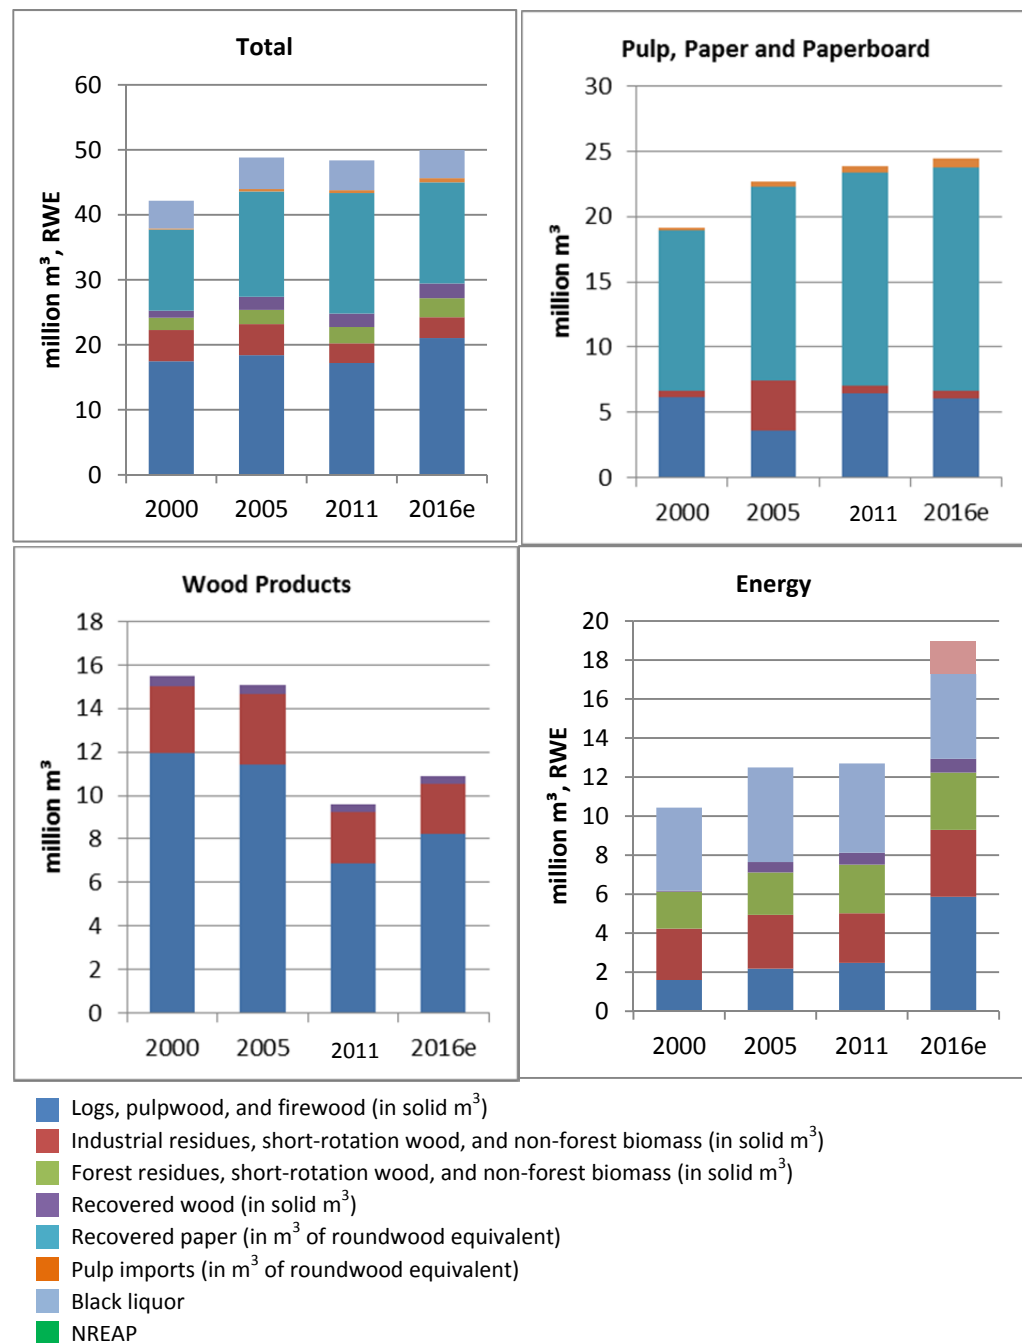 Total
60
50
40
30
20
10
0
million m³, RWE
2000 2005 2011 2016e
Pulp, Paper and Paperboard
30
25
20
15
10
5
0
million m³
2000 2005 2011 2016e
Wood Products
18
16
14
12
10
8
6
4
2
0
million m³
2000 2005 2011 2016e
Energy
20
18
16
14
12
10
8
6
4
2
0
million m³, RWE
2000 2005 2011 2016e
Logs, pulpwood, and firewood (in solid m³)
Industrial residues, short-rotation wood, and non-forest biomass (in solid m³)
Forest residues, short-rotation wood, and non-forest biomass (in solid m³)
Recovered wood (in solid m³)
Recovered paper (in m³ of roundwood equivalent)
Pulp imports (in m³ of roundwood equivalent)
Black liquor
NREAP